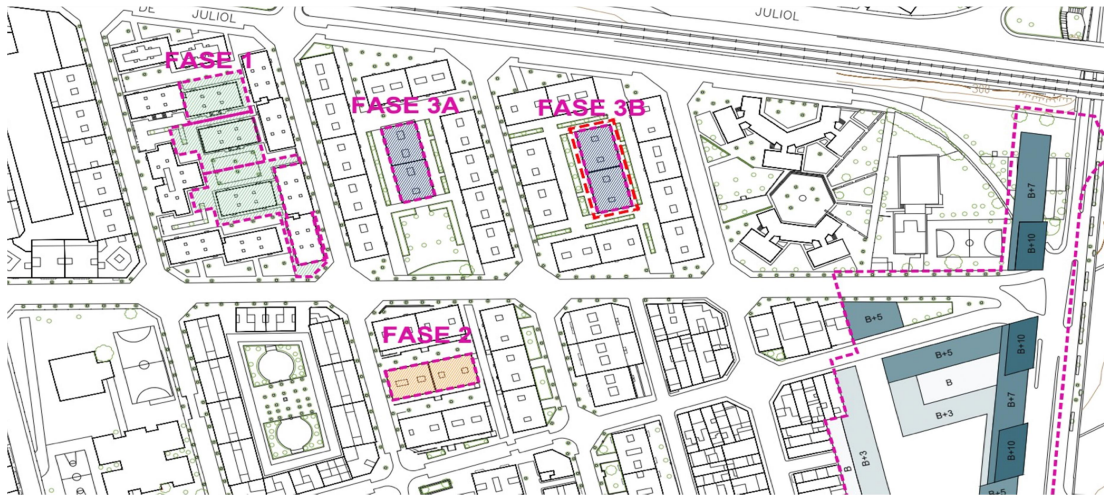 DE
JULIOL
JULIOL
FASE 1
FASE 3A
FASE 3B
B+7
B+10
FASE 2
B+5
B+5
B+10
B
B+3
B+7
B+3
B
B+10
B+5